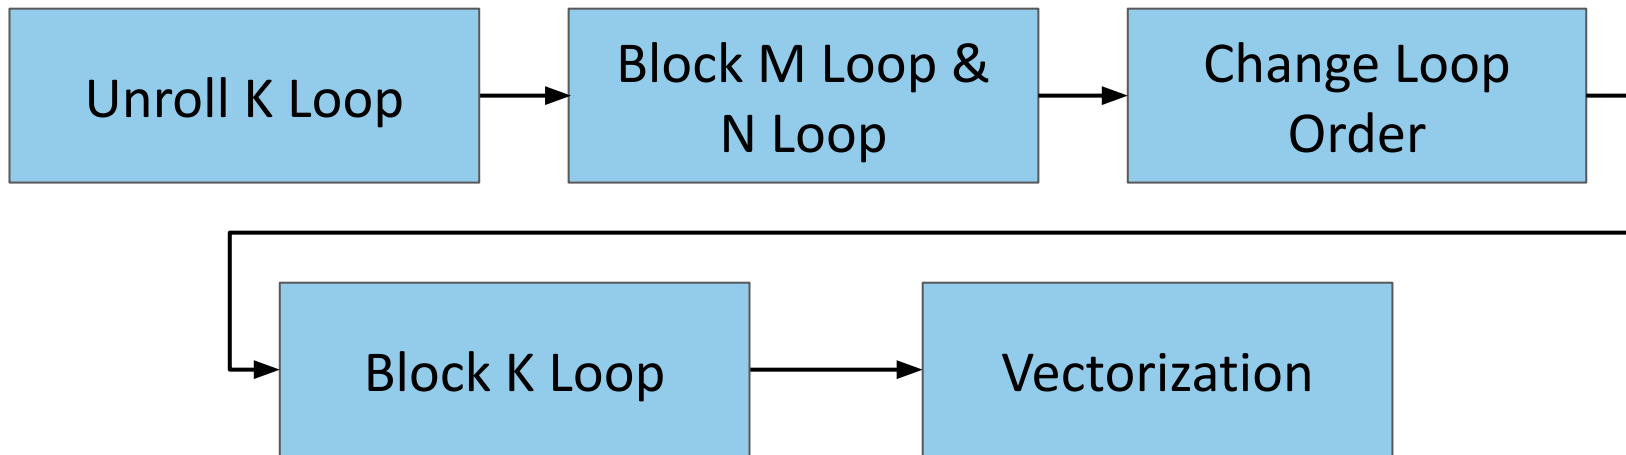 Unroll K Loop
Block M Loop &
N Loop
Change Loop
Order
Block K Loop
Vectorization